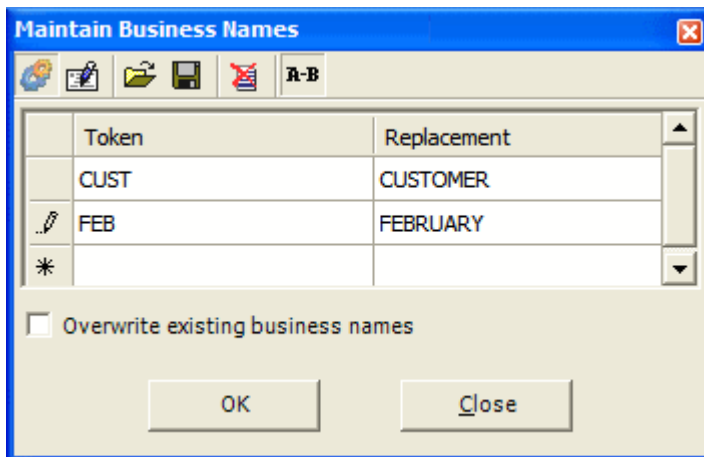 Maintain Business Names
A-B
Token Replacement
CUST CUSTOMER
FEB FEBRUARY
Overwrite existing business names
OK Close